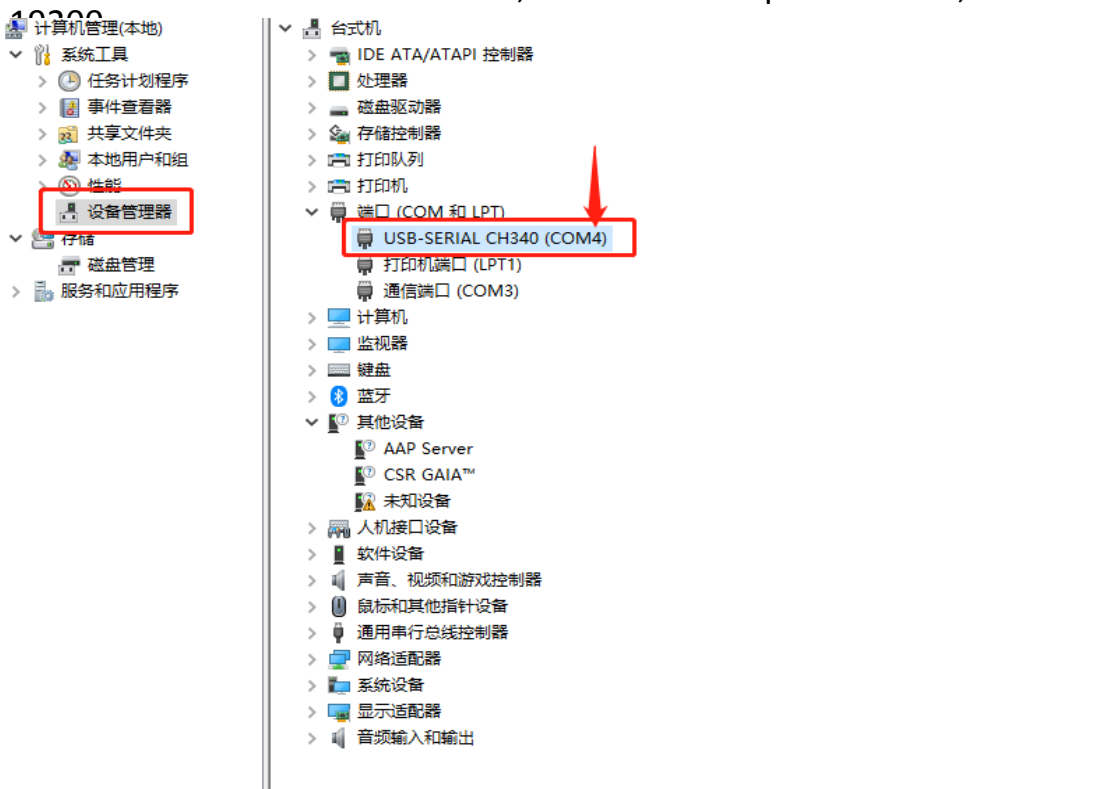 计算机管理(本地)
系统工具
任务计划程序
事件查看器
共享文件夹
本地用户和组
性能
设备管理器
存储
磁盘管理
服务和应用程序
台式机
IDE ATA/ATAPI 控制器
处理器
磁盘驱动器
存储控制器
打印队列
打印机
端口 (COM 和 LPT)
USB-SERIAL CH340 (COM4)
打印机端口 (LPT1)
通信端口 (COM3)
计算机
监视器
键盘
蓝牙
其他设备
AAP Server
CSR GAIA™
未知设备
人机接口设备
软件设备
声音、视频和游戏控制器
鼠标和其他指针设备
通用串行总线控制器
网络适配器
系统设备
显示适配器
音频输入和输出